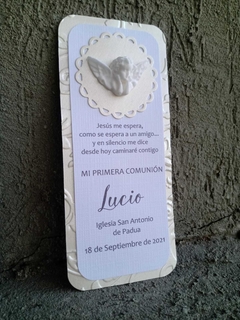 Jesús me espera,
como se espera a un amigo...
y en silencio me dice
desde hoy caminaré contigo
MI PRIMERA COMUNIÓN
Lucio
Iglesia San Antonio
de Padua
18 de Septiembre de 2021